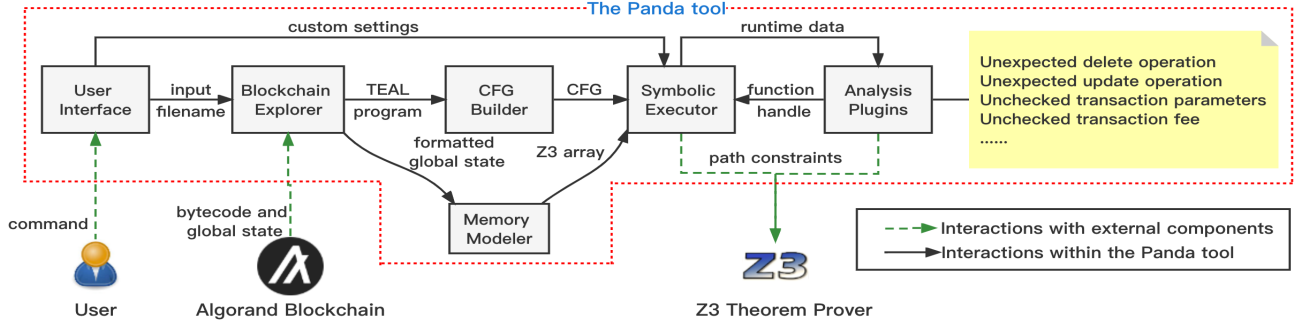 The Panda tool
custom settings
runtime data
User
Interface
input
filename
Blockchain
Explorer
TEAL
program
CFG
Builder
CFG
Symbolic
Executor
function
handle
Analysis
Plugins
Unexpected delete operation
Unexpected update operation
Unchecked transaction parameters
Unchecked transaction fee
......
formatted
global state
Z3 array
path constraints
Memory
Modeler
command
bytecode and
global state
User
Algorand Blockchain
Z3
Z3 Theorem Prover
Interactions with external components
Interactions within the Panda tool